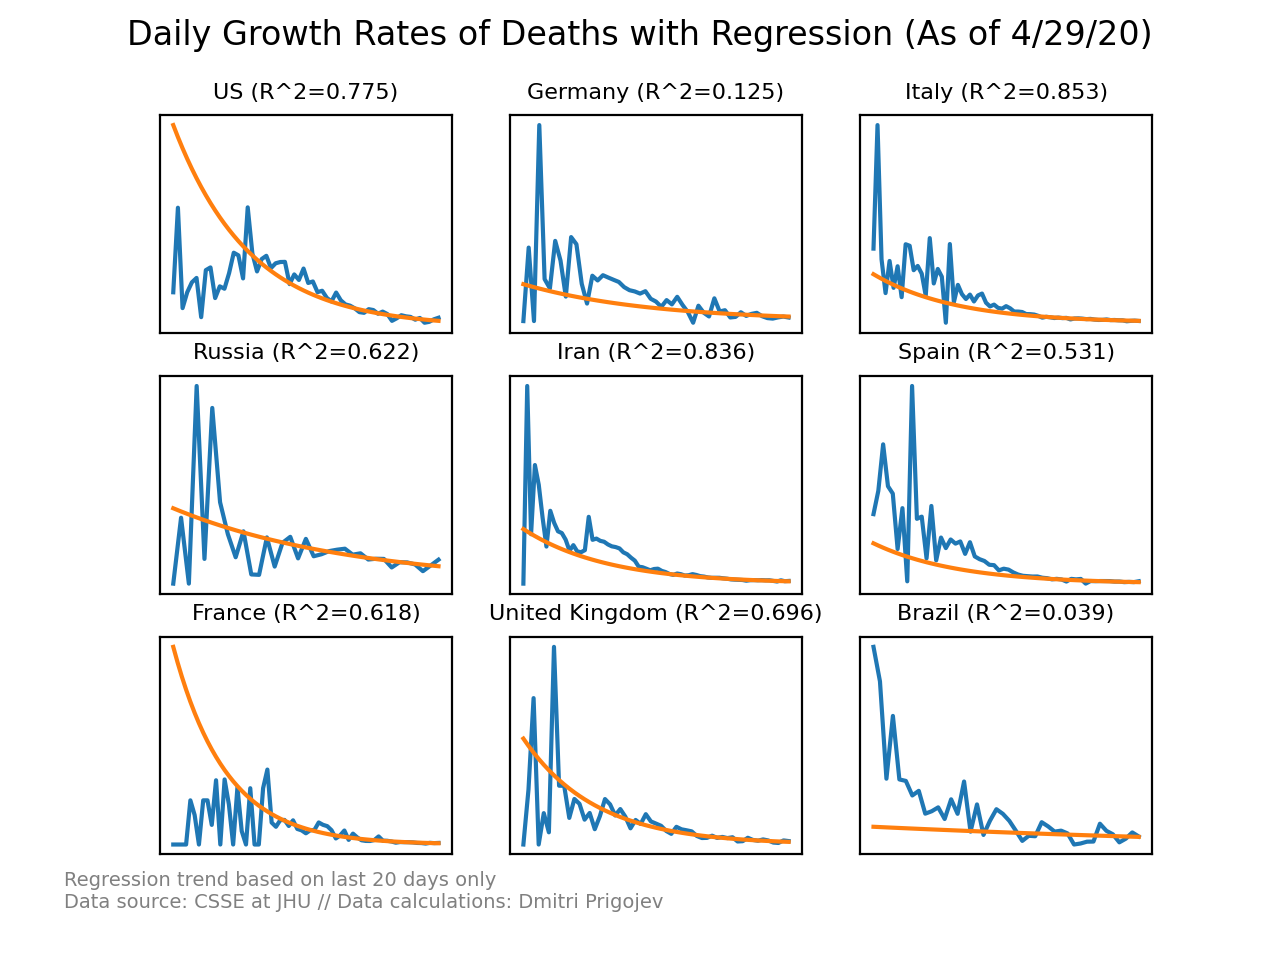 Daily Growth Rates of Deaths with Regression (As of 4/29/20)
US (R^2=0.775)
Germany (R^2=0.125)
Italy (R^2=0.853)
Russia (R^2=0.622)
Iran (R^2=0.836)
Spain (R^2=0.531)
France (R^2=0.618)
United Kingdom (R^2=0.696)
Brazil (R^2=0.039)
Regression trend based on last 20 days only
Data source: CSSE at JHU // Data calculations: Dmitri Prigojev